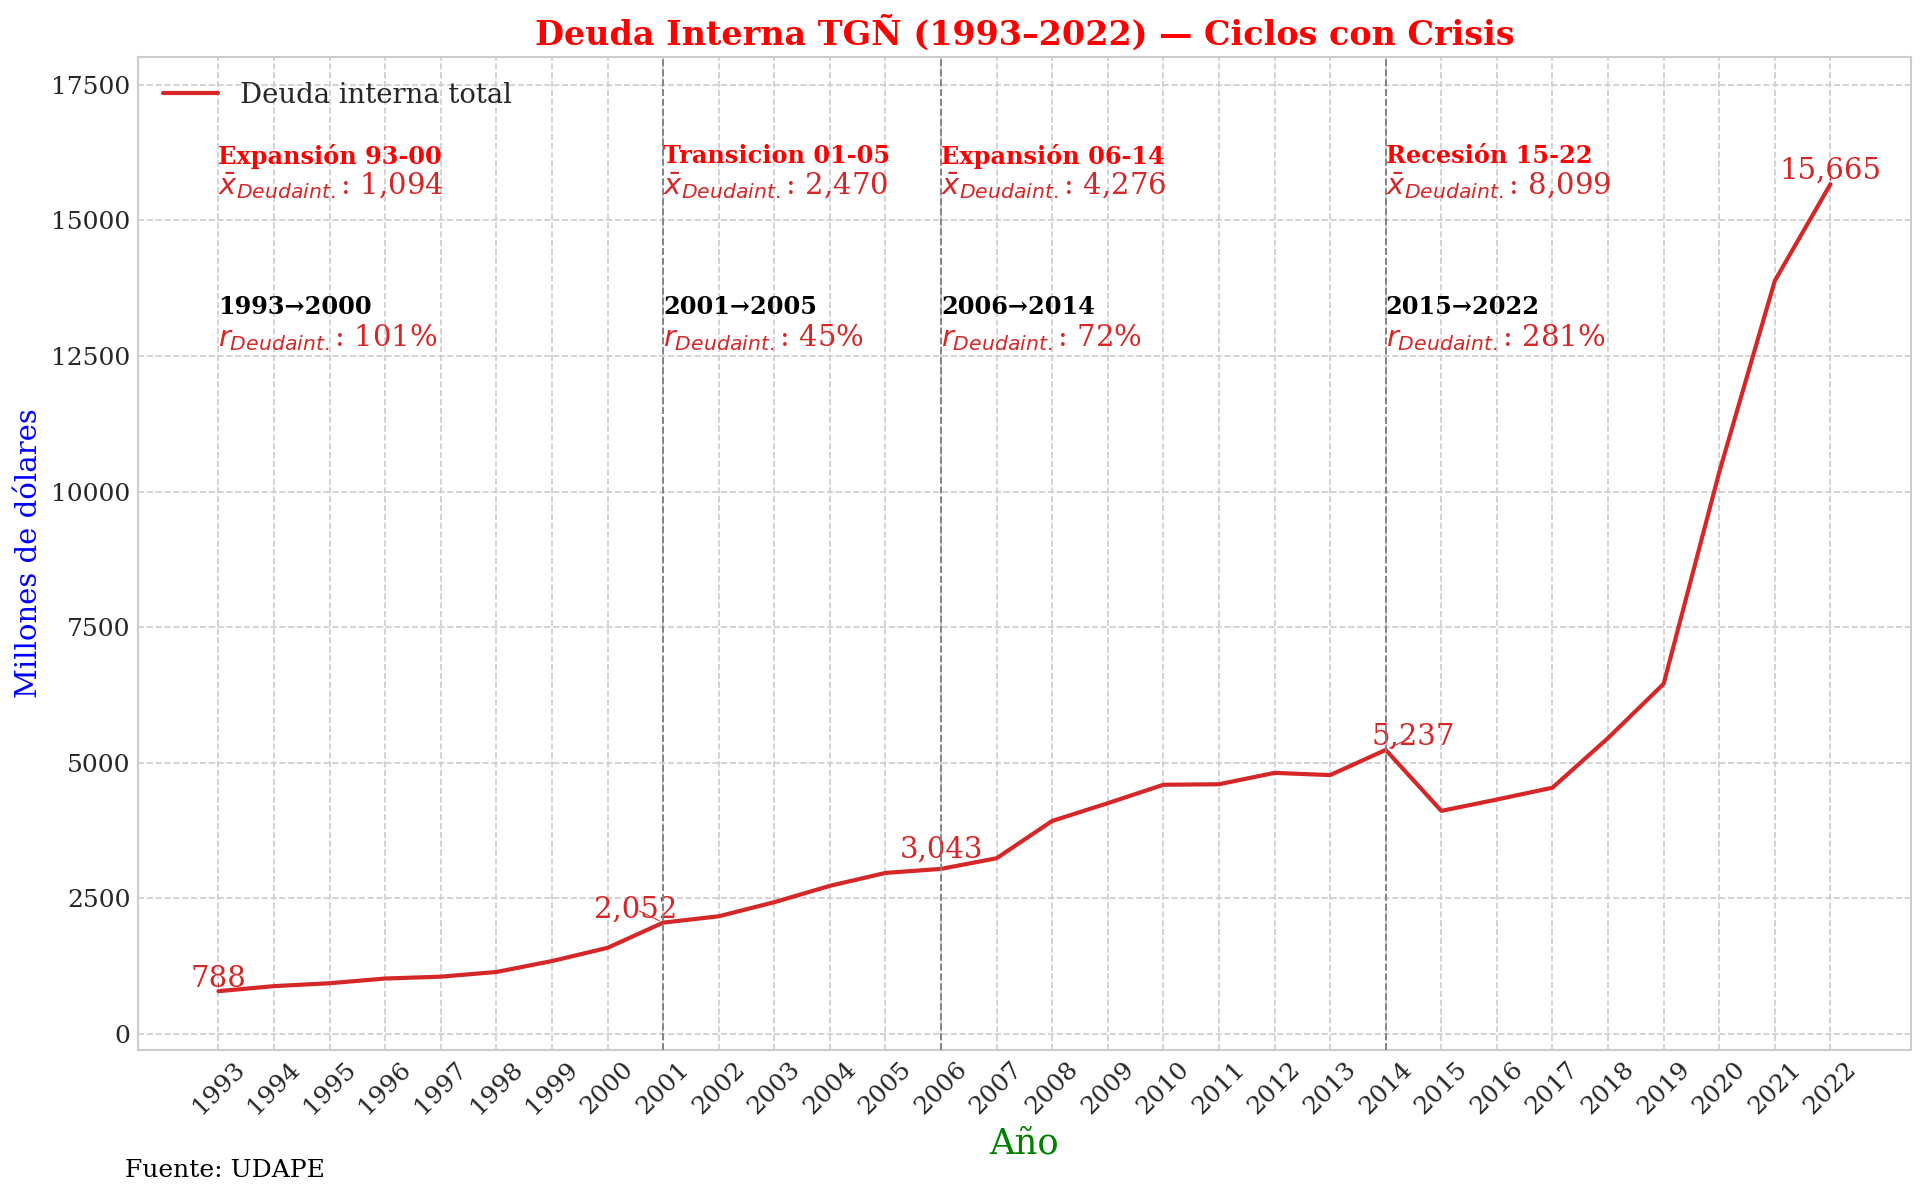 Deuda Interna TGÑ (1993–2022) — Ciclos con Crisis
Deuda interna total
Expansión 93-00
x̄Deudaint.: 1,094
Transicion 01-05
x̄Deudaint.: 2,470
Expansión 06-14
x̄Deudaint.: 4,276
Recesión 15-22
x̄Deudaint.: 8,099
1993→2000
rDeudaint.: 101%
2001→2005
rDeudaint.: 45%
2006→2014
rDeudaint.: 72%
2015→2022
rDeudaint.: 281%
15,665
5,237
3,043
2,052
788
Millones de dólares
17500
15000
12500
10000
7500
5000
2500
0
1993
1994
1995
1996
1997
1998
1999
2000
2001
2002
2003
2004
2005
2006
2007
2008
2009
2010
2011
2012
2013
2014
2015
2016
2017
2018
2019
2020
2021
2022
Año
Fuente: UDAPE